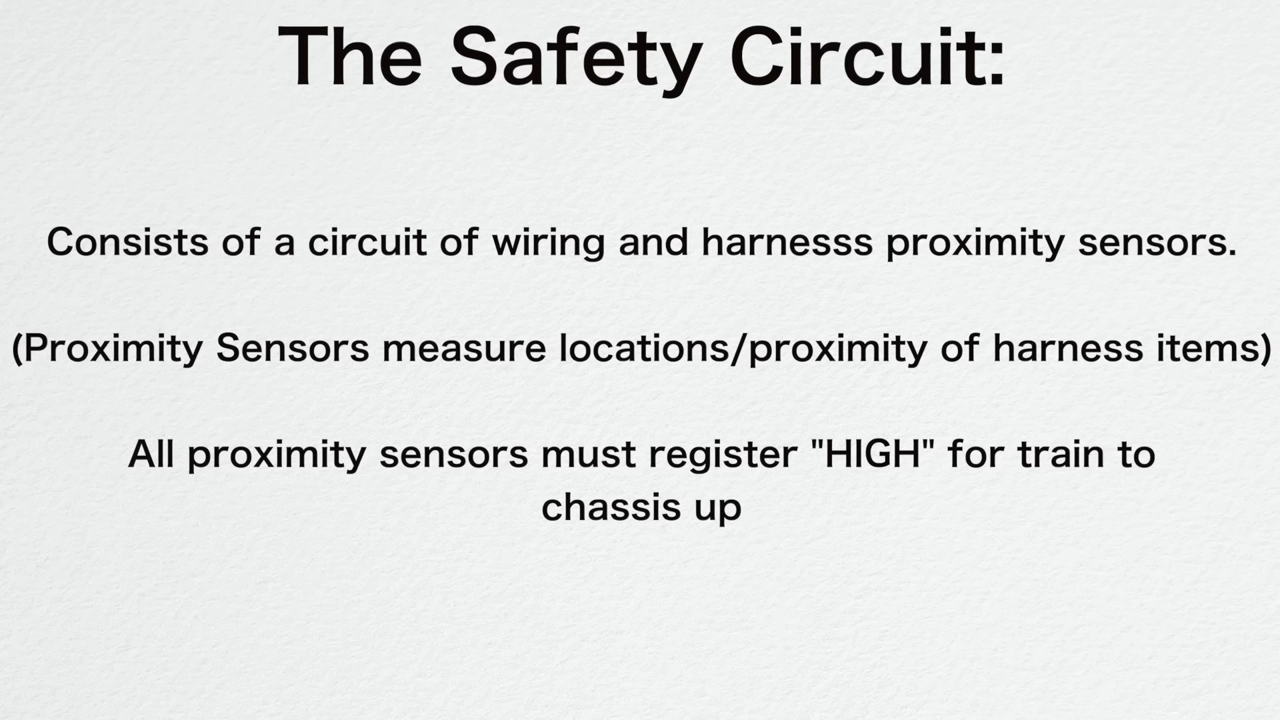 The Safety Circuit:
Consists of a circuit of wiring and harnesss proximity sensors.
(Proximity Sensors measure locations/proximity of harness items)
All proximity sensors must register "HIGH" for train to
chassis up